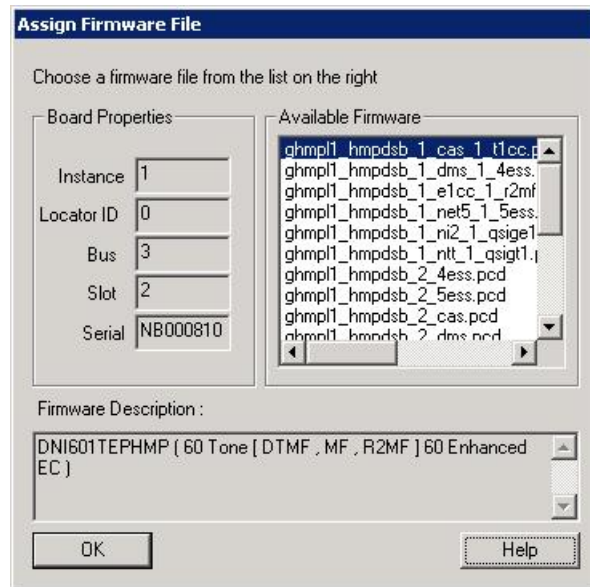 Assign Firmware File
Choose a firmware file from the list on the right
Board Properties
Instance 1
Locator ID 0
Bus 3
Slot 2
Serial NB000810
Available Firmware
ghmpl1_hmpdsb_1_cas_1_t1cc.p
ghmpl1_hmpdsb_1_dms_1_4ess.
ghmpl1_hmpdsb_1_e1cc_1_r2mf
ghmpl1_hmpdsb_1_net5_1_5ess.
ghmpl1_hmpdsb_1_ni2_1_qsige1
ghmpl1_hmpdsb_1_ntt_1_qsigt1.
ghmpl1_hmpdsb_2_4ess.pcd
ghmpl1_hmpdsb_2_5ess.pcd
ghmpl1_hmpdsb_2_cas.pcd
ghmpl1_hmpdsb_2_dms.pcd
Firmware Description :
DNI601TEPHMP ( 60 Tone [ DTMF , MF , R2MF ] 60 Enhanced
EC )
OK
Help